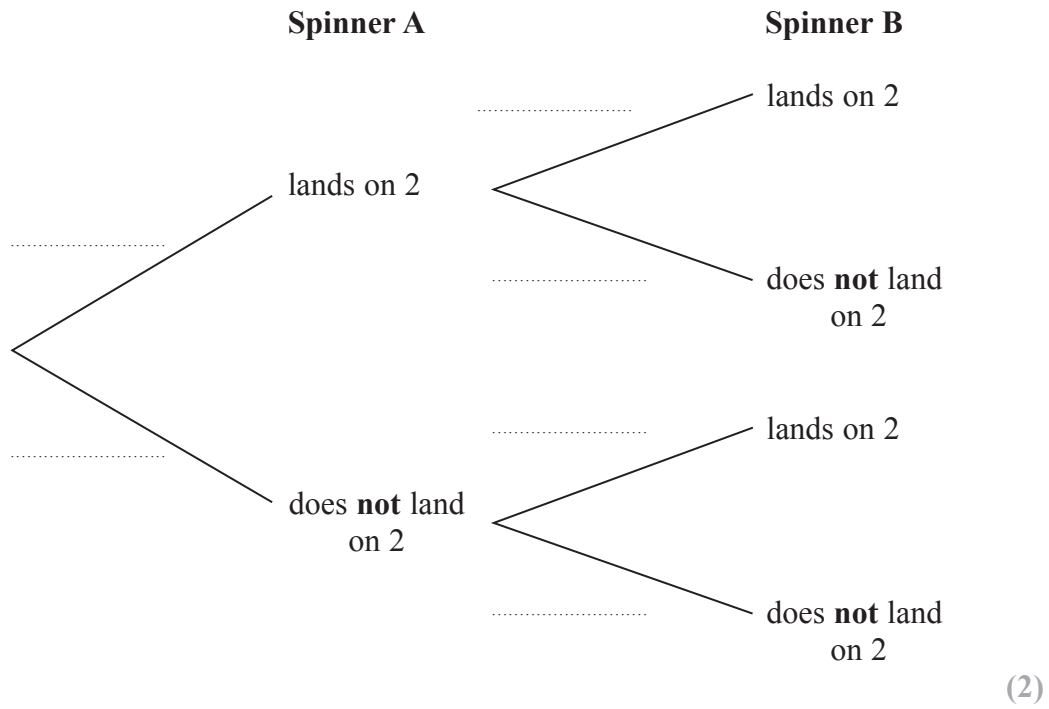 Spinner A
Spinner B
lands on 2
lands on 2
does not land
on 2
lands on 2
does not land
on 2
does not land
on 2
(2)